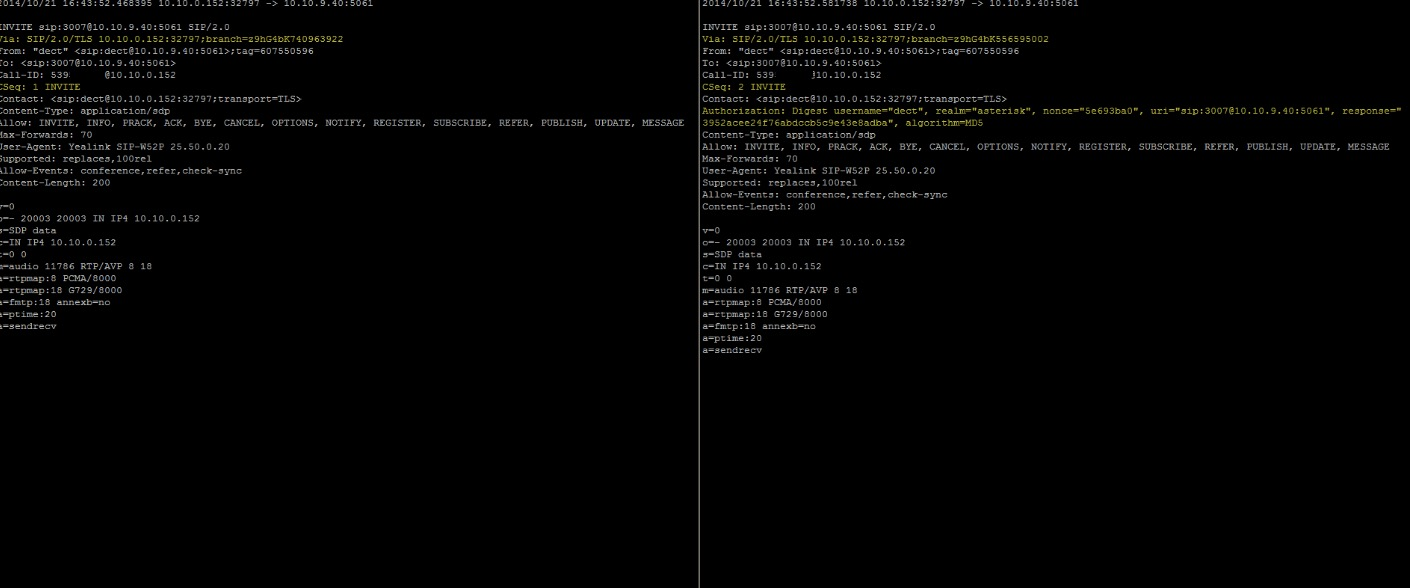 2014/10/21 16:43:52.468395 10.10.0.152:32797 -> 10.10.9.40:5061
INVITE sip:3007@10.10.9.40:5061 SIP/2.0
Via: SIP/2.0/TLS 10.10.0.152:32797;branch=z9hG4bK740963922
From: "dect" <sip:dect@10.10.9.40:5061>;tag=607550596
To: <sip:3007@10.10.9.40:5061>
Call-ID: 539 @10.10.0.152
CSeq: 1 INVITE
Contact: <sip:dect@10.10.0.152:32797;transport=TLS>
Content-Type: application/sdp
Allow: INVITE, INFO, PRACK, ACK, BYE, CANCEL, OPTIONS, NOTIFY, REGISTER, SUBSCRIBE, REFER, PUBLISH, UPDATE, MESSAGE
Max-Forwards: 70
User-Agent: Yealink SIP-W52P 25.50.0.20
Supported: replaces,100rel
Allow-Events: conference,refer,check-sync
Content-Length: 200
v=0
o=- 20003 20003 IN IP4 10.10.0.152
s=SDP data
c=IN IP4 10.10.0.152
t=0 0
m=audio 11786 RTP/AVP 8 18
a=rtpmap:8 PCMA/8000
a=rtpmap:18 G729/8000
a=fmtp:18 annexb=no
a=ptime:20
a=sendrecv
2014/10/21 16:43:52.581738 10.10.0.152:32797 -> 10.10.9.40:5061
INVITE sip:3007@10.10.9.40:5061 SIP/2.0
Via: SIP/2.0/TLS 10.10.0.152:32797;branch=z9hG4bK556595002
From: "dect" <sip:dect@10.10.9.40:5061>;tag=607550596
To: <sip:3007@10.10.9.40:5061>
Call-ID: 539 @10.10.0.152
CSeq: 2 INVITE
Contact: <sip:dect@10.10.0.152:32797;transport=TLS>
Authorization: Digest username="dect", realm="asterisk", nonce="5e693ba0", uri="sip:3007@10.10.9.40:5061", response="
3952acee24f76abdccb5c9e43e8adba", algorithm=MD5
Content-Type: application/sdp
Allow: INVITE, INFO, PRACK, ACK, BYE, CANCEL, OPTIONS, NOTIFY, REGISTER, SUBSCRIBE, REFER, PUBLISH, UPDATE, MESSAGE
Max-Forwards: 70
User-Agent: Yealink SIP-W52P 25.50.0.20
Supported: replaces,100rel
Allow-Events: conference,refer,check-sync
Content-Length: 200
v=0
o=- 20003 20003 IN IP4 10.10.0.152
s=SDP data
c=IN IP4 10.10.0.152
t=0 0
m=audio 11786 RTP/AVP 8 18
a=rtpmap:8 PCMA/8000
a=rtpmap:18 G729/8000
a=fmtp:18 annexb=no
a=ptime:20
a=sendrecv